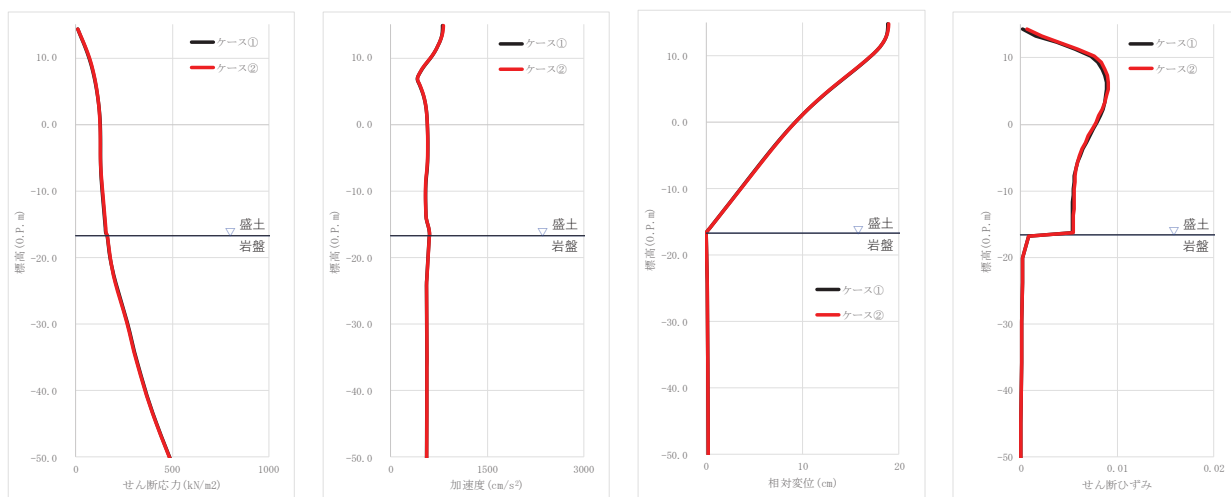 ケース①
ケース②
10.0
0.0
-10.0
-20.0
-30.0
-40.0
-50.0
標高(O.P.m)
盛土
岩盤
0
500
1000
せん断応力(kN/m2)
ケース①
ケース②
10.0
0.0
-10.0
-20.0
-30.0
-40.0
-50.0
標高(O.P.m)
盛土
岩盤
0
1500
3000
加速度(cm/s²)
10.0
0.0
-10.0
-20.0
-30.0
-40.0
-50.0
標高(O.P.m)
盛土
岩盤
ケース①
ケース②
0
10
20
相対変位(cm)
ケース①
ケース②
10
0
-10
-20
-30
-40
-50
標高(O.P.m)
盛土
岩盤
0
0.01
0.02
せん断ひずみ